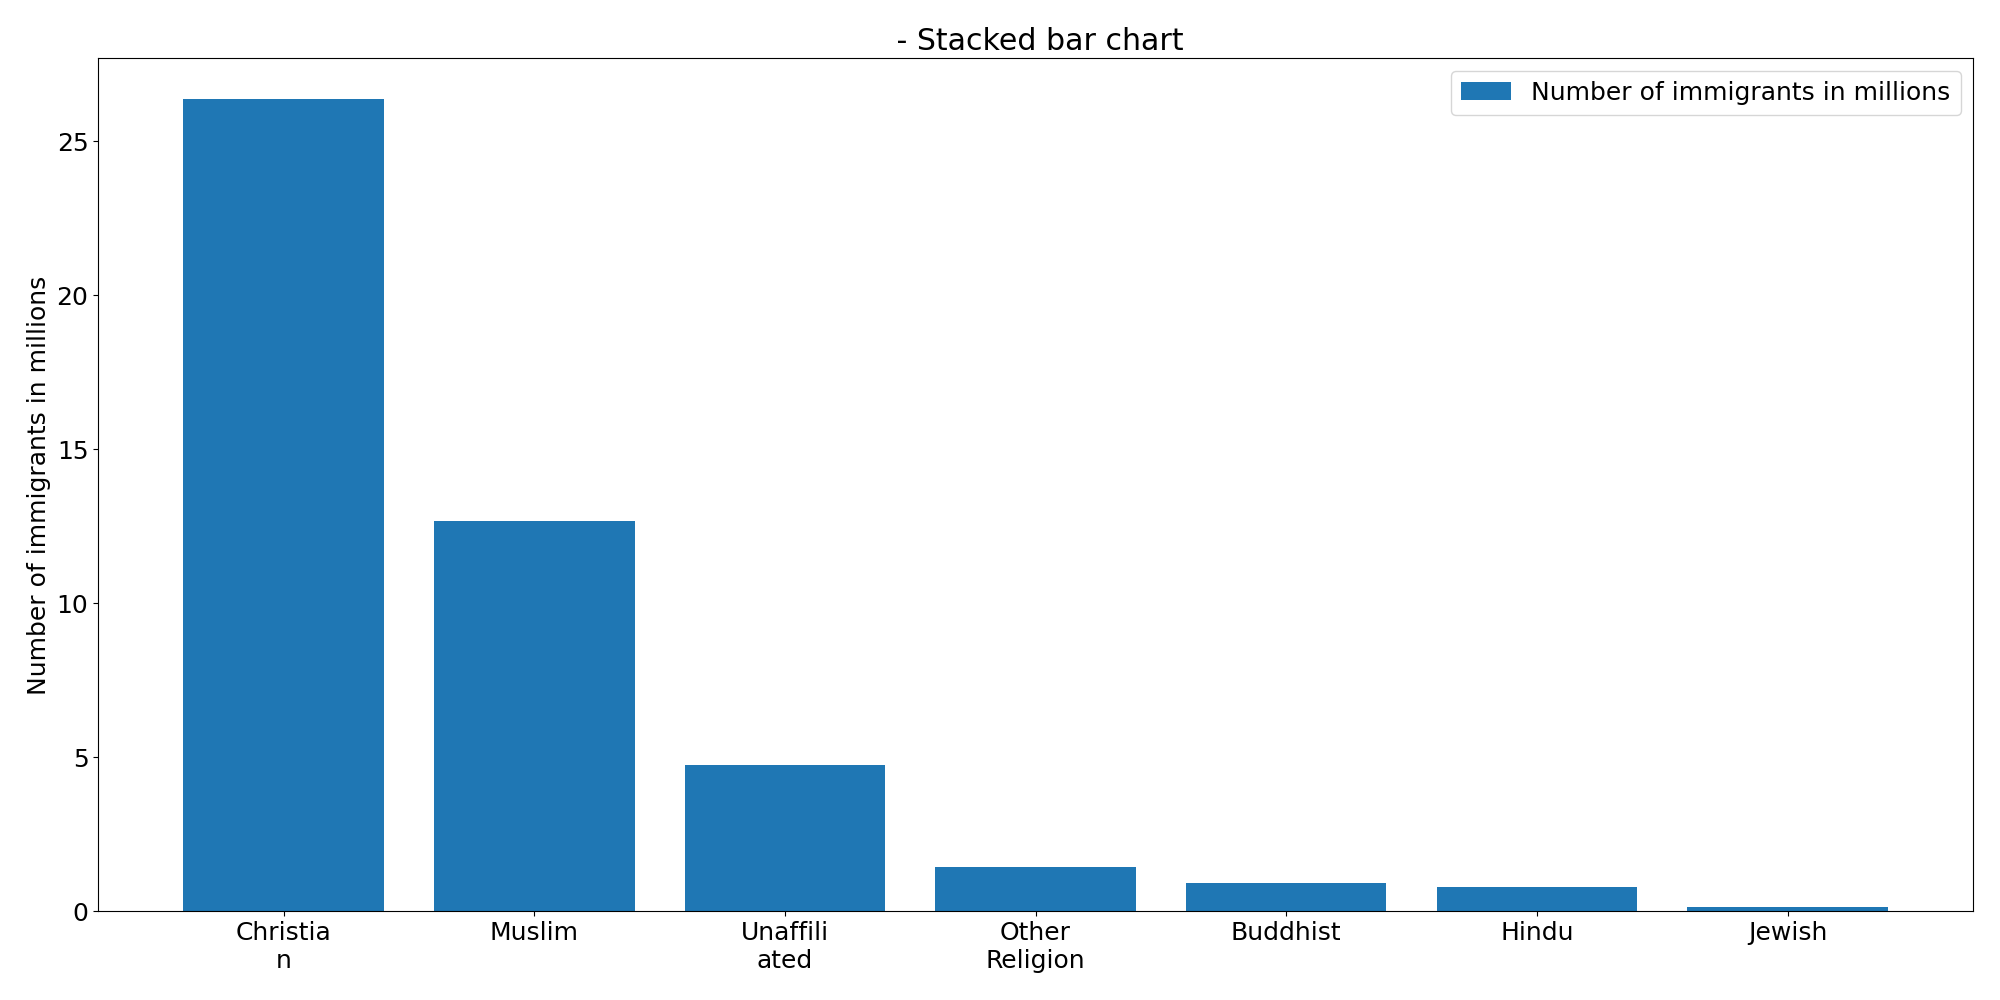 - Stacked bar chart
Number of immigrants in millions
Number of immigrants in millions
25
20
15
10
5
0
Christia
n
Muslim
Unaffili
ated
Other
Religion
Buddhist
Hindu
Jewish